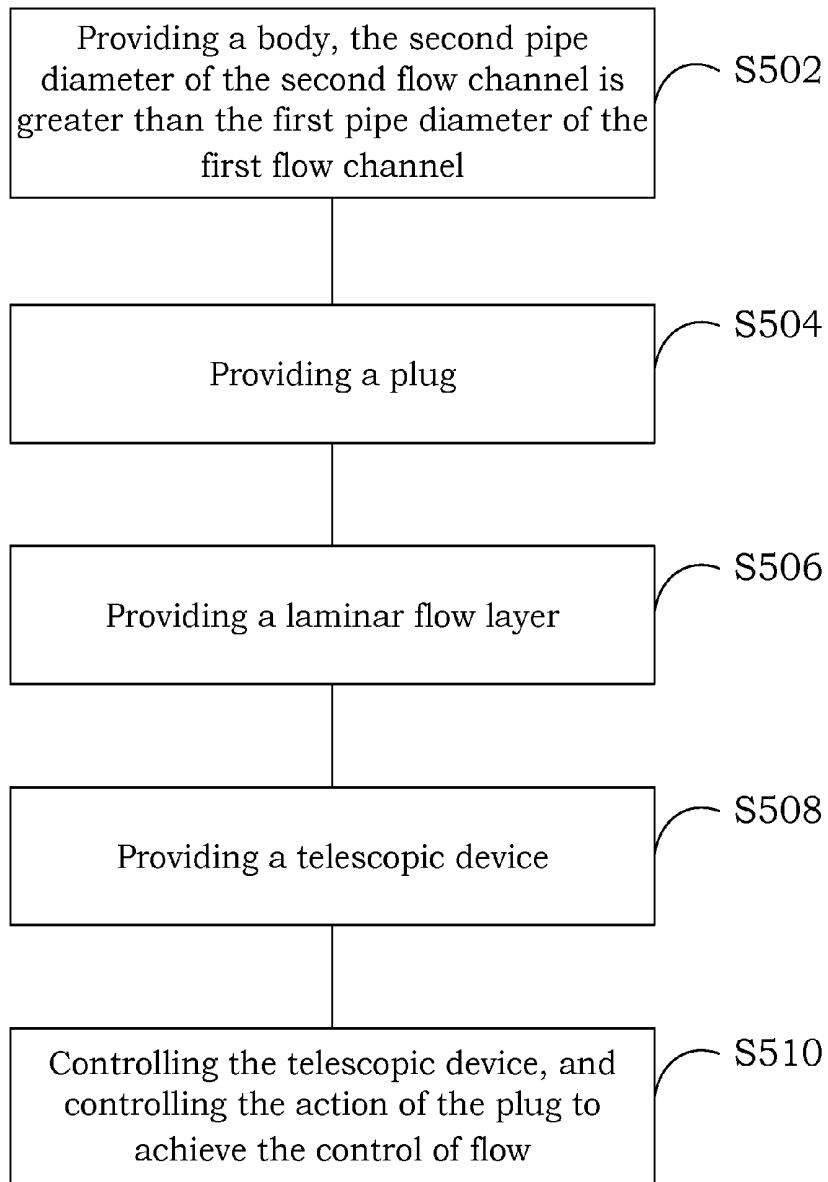 Providing a body, the second pipe
diameter of the second flow channel is
greater than the first pipe diameter of the
first flow channel
S502
Providing a plug
S504
Providing a laminar flow layer
S506
Providing a telescopic device
S508
Controlling the telescopic device, and
controlling the action of the plug to
achieve the control of flow
S510